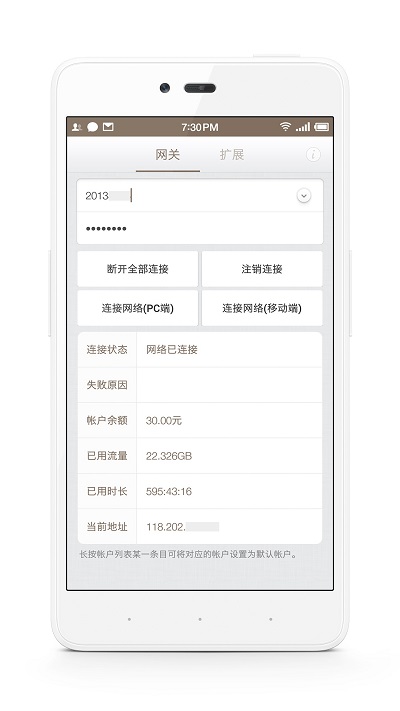 7:30 PM
网关 扩展
2013
••••••••
断开全部连接 注销连接
连接网络(PC端) 连接网络(移动端)
连接状态 网络已连接
失败原因
帐户余额 30.00元
已用流量 22.326GB
已用时长 595:43:16
当前地址 118.202.
长按帐户列表某一条目可将对应的帐户设置为默认帐户。